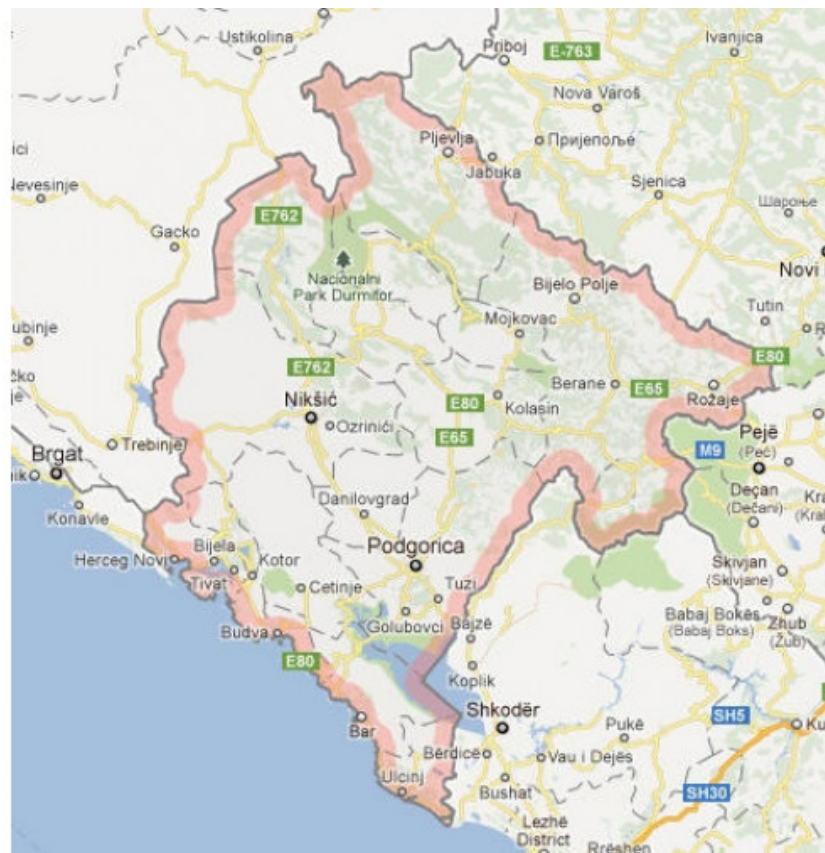 Ustikolina
Priboj
E-763
Ivanjica
Nova Varoš
Pljevlja
Пријепоље
Jabuka
Sjenica
Nevesinje
E762
Шароње
Gacko
Novi
Nacionalni
Park Durmitor
Bijelo Polje
Tutin
Mojkovac
E80
E762
Berane
E65
Rožaje
Nikšić
E80
Kolasin
Ozrinići
E65
Trebinje
M9
Pejë
(Peć)
Brgat
Deçan
(Dečani)
Konavle
Danilovgrad
Herceg Novi
Bijela
Kotor
Podgorica
Tivat
Cetinje
Tuzi
Skivjan
(Skivjane)
Golubovci
Bajzë
Babaj Bokës
(Babaj Boks)
Zhub
(Žub)
Budva
E80
Koplik
Bar
Shkodër
SH5
Pukë
Bërdicë
Vau i Dejës
Ulcinj
Bushat
SH30
Lezhë
District
Rrëshen